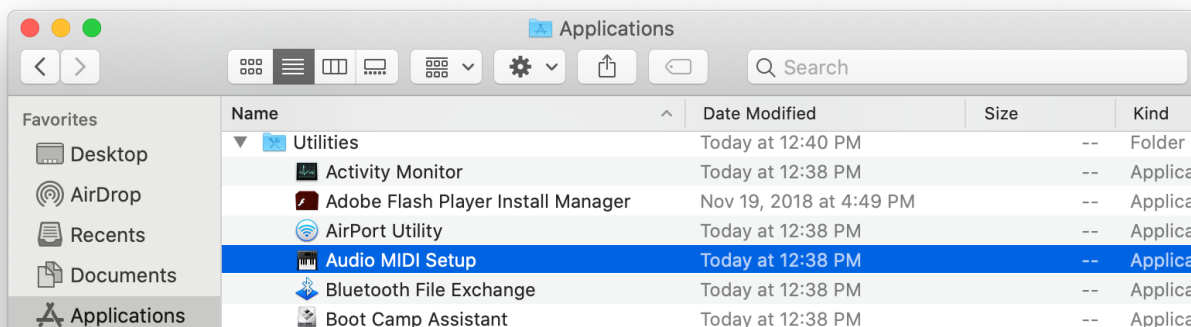 Applications
Search
Favorites
Desktop
AirDrop
Recents
Documents
Applications
Name Date Modified Size Kind
Utilities Today at 12:40 PM -- Folder
Activity Monitor Today at 12:38 PM -- Applica
Adobe Flash Player Install Manager Nov 19, 2018 at 4:49 PM -- Applica
AirPort Utility Today at 12:38 PM -- Applica
Audio MIDI Setup Today at 12:38 PM -- Applica
Bluetooth File Exchange Today at 12:38 PM -- Applica
Boot Camp Assistant Today at 12:38 PM -- Applica